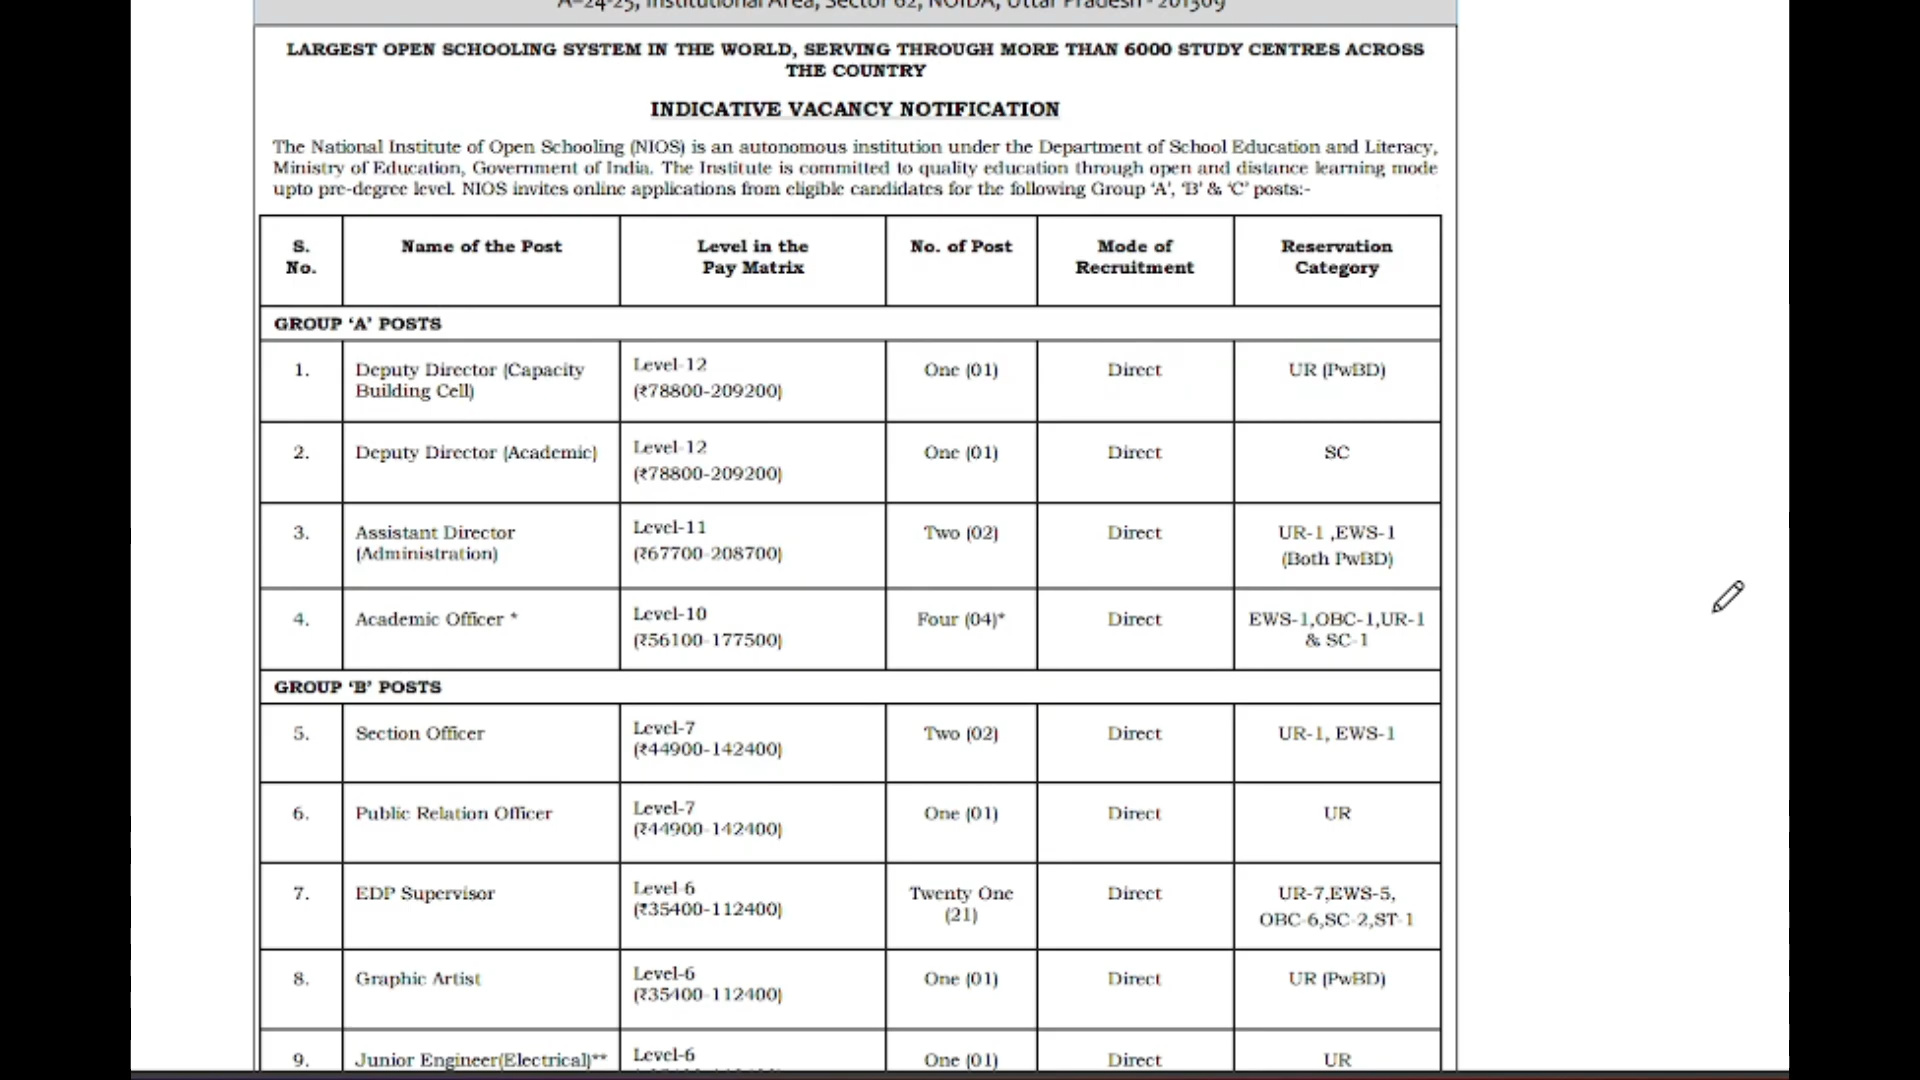 A-24-25, Institutional Area, Sector 62, NOIDA, Uttar Pradesh - 201309
LARGEST OPEN SCHOOLING SYSTEM IN THE WORLD, SERVING THROUGH MORE THAN 6000 STUDY CENTRES ACROSS
THE COUNTRY
INDICATIVE VACANCY NOTIFICATION
The National Institute of Open Schooling (NIOS) is an autonomous institution under the Department of School Education and Literacy,
Ministry of Education, Government of India. The Institute is committed to quality education through open and distance learning mode
upto pre-degree level. NIOS invites online applications from eligible candidates for the following Group ‘A’, ‘B’ & ‘C’ posts:-
S. No. Name of the Post Level in the Pay Matrix No. of Post Mode of Recruitment Reservation Category
GROUP ‘A’ POSTS
1. Deputy Director (Capacity Building Cell) Level-12 (₹78800-209200) One (01) Direct UR (PwBD)
2. Deputy Director (Academic) Level-12 (₹78800-209200) One (01) Direct SC
3. Assistant Director (Administration) Level-11 (₹67700-208700) Two (02) Direct UR-1 ,EWS-1 (Both PwBD)
4. Academic Officer * Level-10 (₹56100-177500) Four (04)* Direct EWS-1,OBC-1,UR-1 & SC-1
GROUP ‘B’ POSTS
5. Section Officer Level-7 (₹44900-142400) Two (02) Direct UR-1, EWS-1
6. Public Relation Officer Level-7 (₹44900-142400) One (01) Direct UR
7. EDP Supervisor Level-6 (₹35400-112400) Twenty One (21) Direct UR-7,EWS-5, OBC-6,SC-2,ST-1
8. Graphic Artist Level-6 (₹35400-112400) One (01) Direct UR (PwBD)
9. Junior Engineer(Electrical)** Level-6 One (01) Direct UR